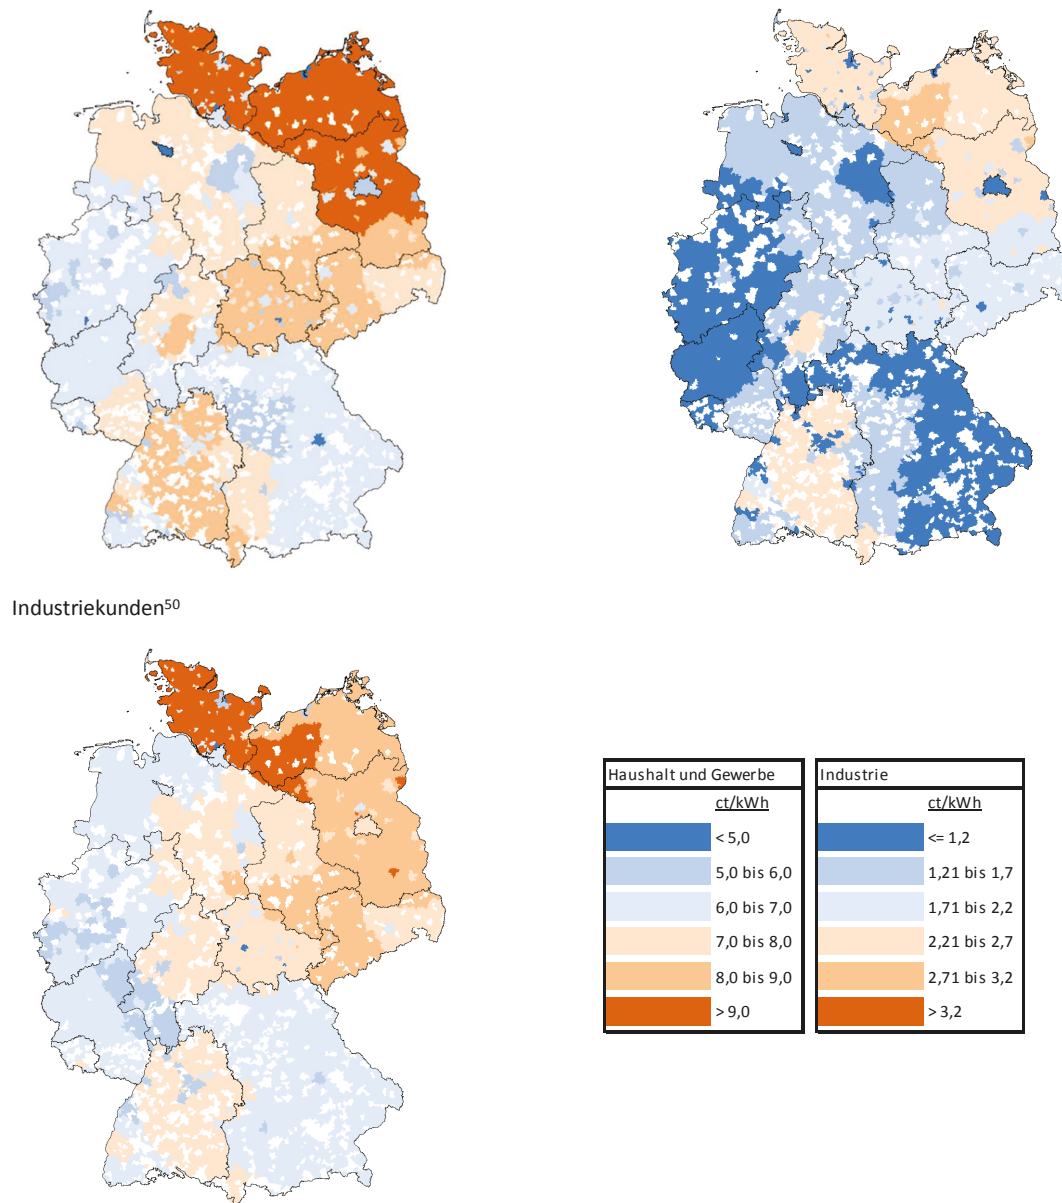 Industriekunden50
Haushalt und Gewerbe
ct/kWh
< 5,0
5,0 bis 6,0
6,0 bis 7,0
7,0 bis 8,0
8,0 bis 9,0
> 9,0
Industrie
ct/kWh
<= 1,2
1,21 bis 1,7
1,71 bis 2,2
2,21 bis 2,7
2,71 bis 3,2
> 3,2